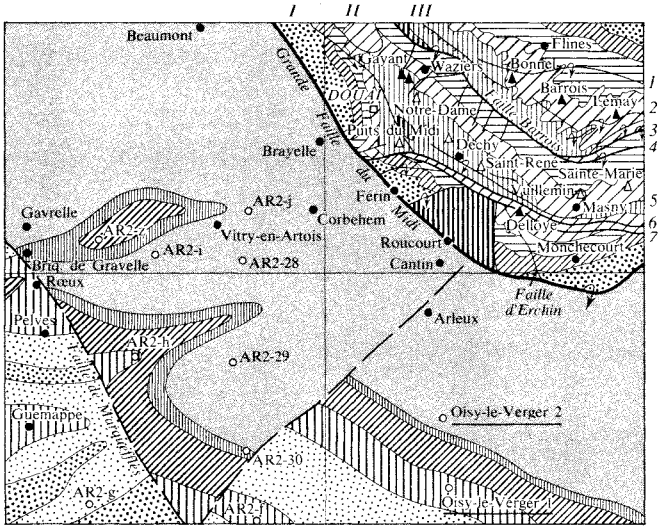 I II III
Beaumont
Flines
Gayant
Waziers
Bonnel
1
Barrois
Lemay
2
DOUAI
Notre-Dame
3
4
Puits du Midi
Dechy
Brayelle
Saint-René
Sainte-Marie
Grande Faille du Midi
Vuillemin
5
Ferin
Masny
AR2-j
Corbehem
Delloye
6
Gavrelle
Vitry-en-Artois
Roucourt
7
Monchecourt
AR2-i
AR2-28
Cantin
Briq. de Gavrelle
Rœux
Faille
d'Erchin
Pelves
Arleux
AR2-h
AR2-29
Guemappe
Oisy-le-Verger 2
AR2-30
AR2-g
Oisy-le-Verger 1